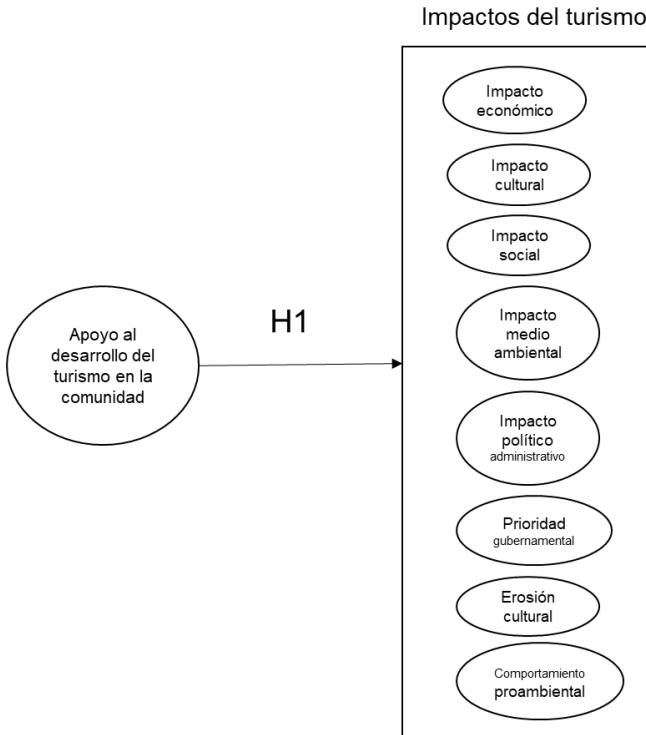 Impactos del turismo
Impacto
económico
Impacto
cultural
Impacto
social
Impacto
medio
ambiental
Impacto
político
administrativo
Prioridad
gubernamental
Erosión
cultural
Comportamiento
proambiental
H1
Apoyo al
desarrollo del
turismo en la
comunidad